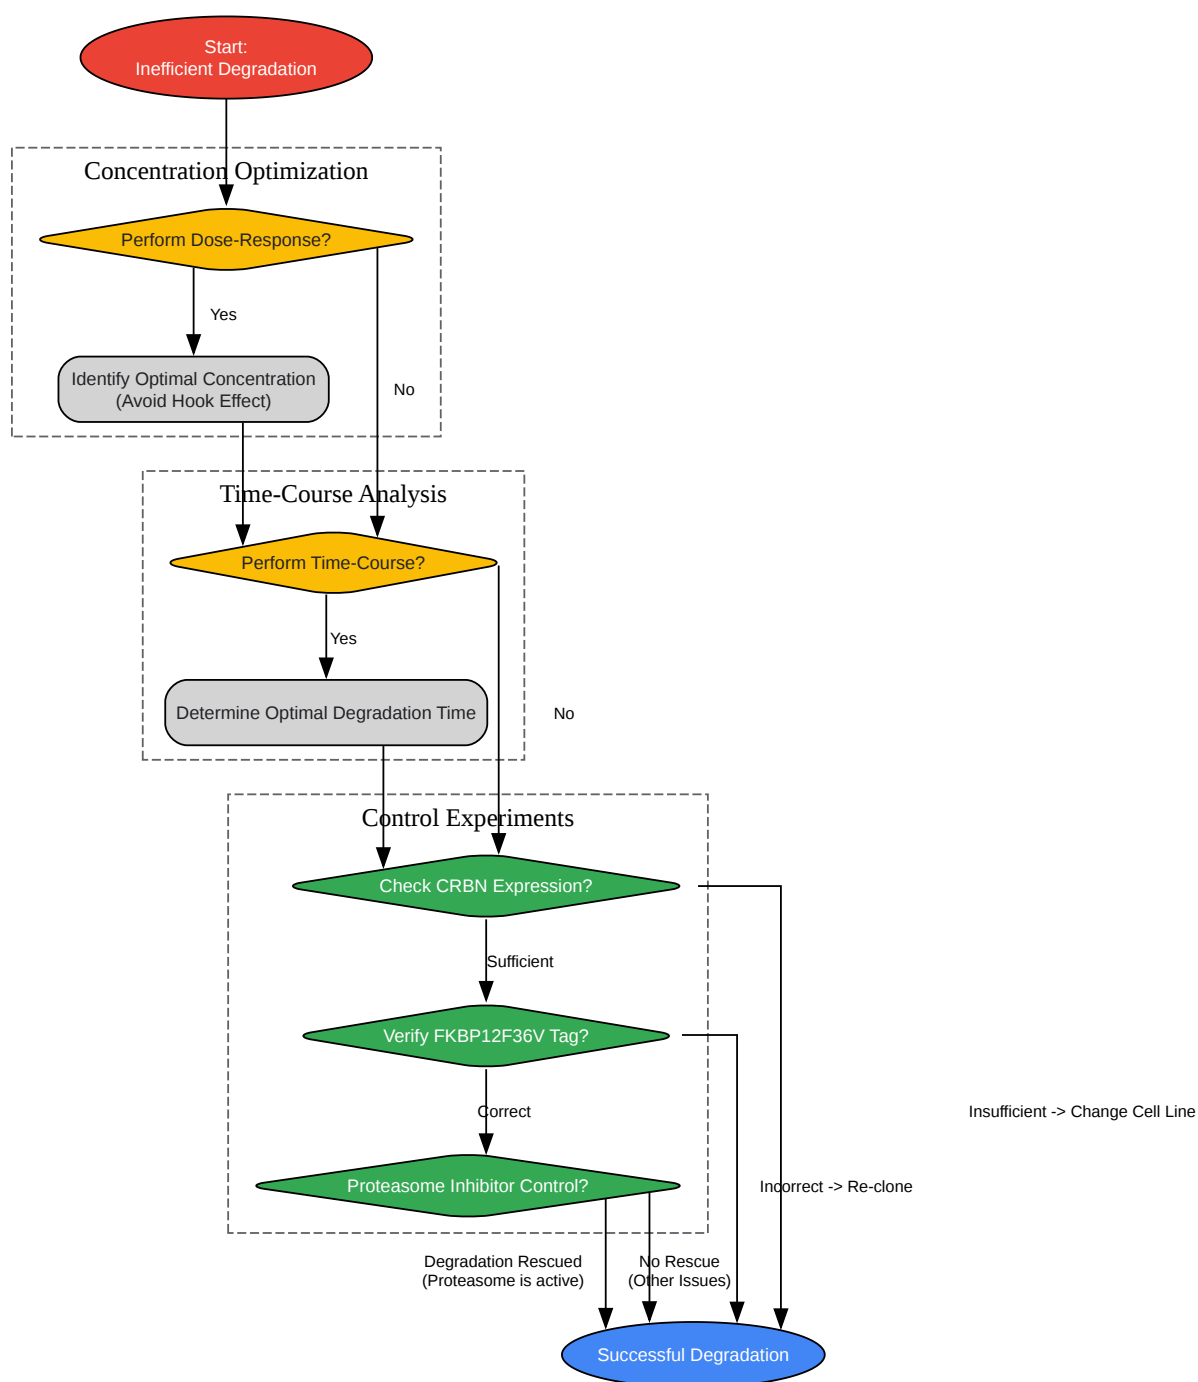 Start:
Inefficient Degradation
Concentration Optimization
Perform Dose-Response?
Yes
Identify Optimal Concentration
(Avoid Hook Effect)
No
Time-Course Analysis
Perform Time-Course?
Yes
Determine Optimal Degradation Time
No
Control Experiments
Check CRBN Expression?
Sufficient
Verify FKBP12F36V Tag?
Correct
Insufficient -> Change Cell Line
Proteasome Inhibitor Control?
Incorrect -> Re-clone
Degradation Rescued
(Proteasome is active)
No Rescue
(Other Issues)
Successful Degradation